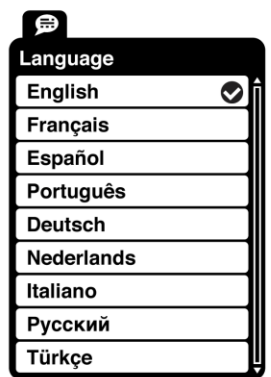 Language
English
Français
Español
Português
Deutsch
Nederlands
Italiano
Русский
Türkçe